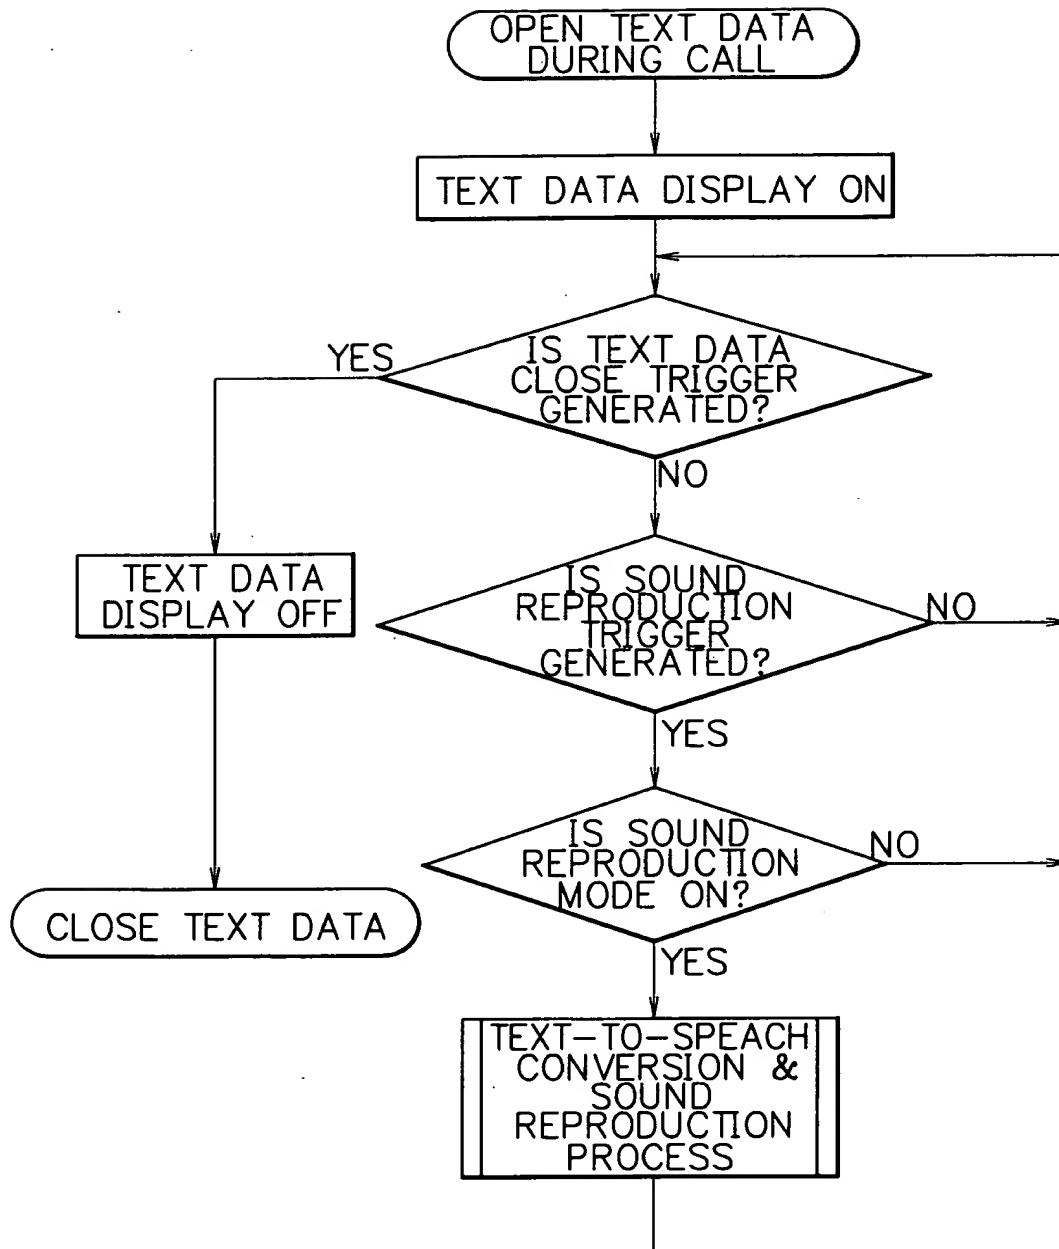 OPEN TEXT DATA
DURING CALL
TEXT DATA DISPLAY ON
IS TEXT DATA
CLOSE TRIGGER
GENERATED?
YES
NO
TEXT DATA
DISPLAY OFF
IS SOUND
REPRODUCTION
TRIGGER
GENERATED?
NO
YES
IS SOUND
REPRODUCTION
MODE ON?
NO
CLOSE TEXT DATA
YES
TEXT-TO-SPEACH
CONVERSION &
SOUND
REPRODUCTION
PROCESS